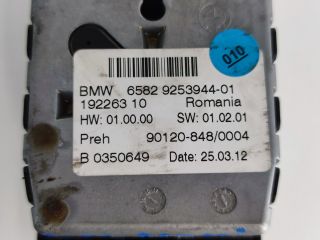 010
BMW 6582 9253944-01
192263 10 Romania
HW: 01.00.00 SW: 01.02.01
Preh 90120-848/0004
B 0350649 Date: 25.03.12